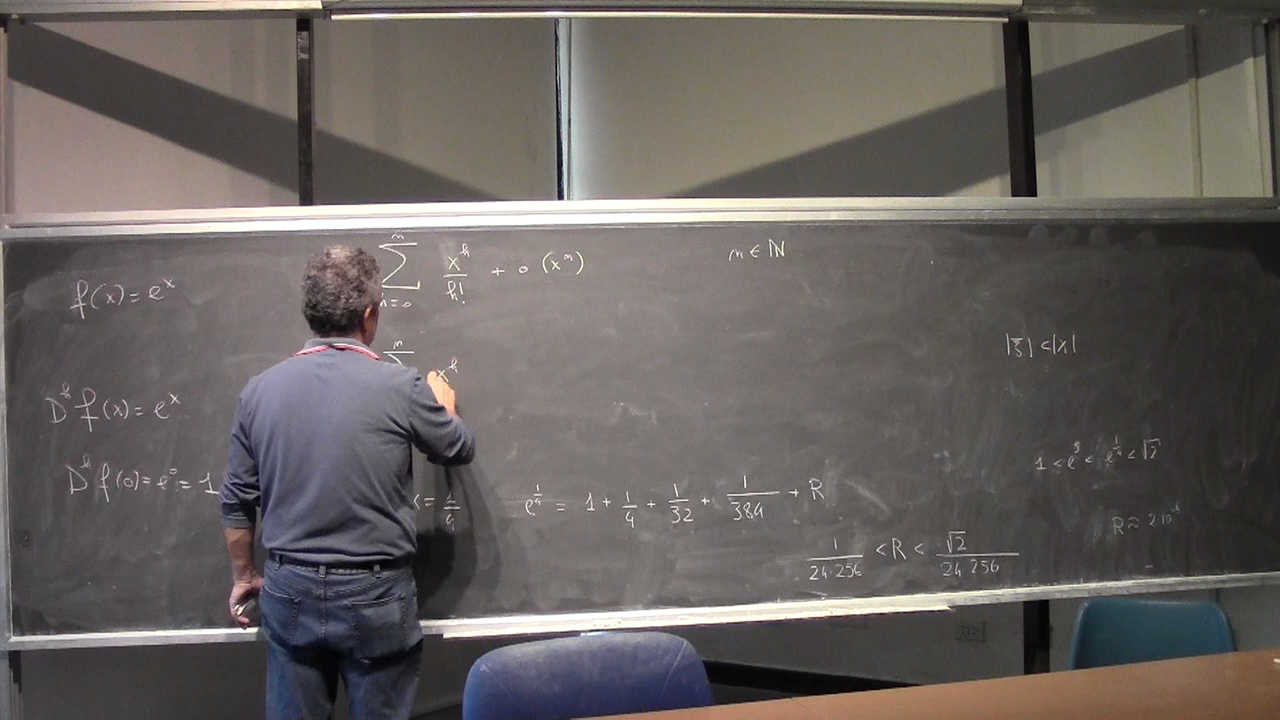 f(x) = e^x
D^k f(x) = e^x
D^k f(0) = e^0 = 1
∑_{k=0}^{n} x^k/k! + o(x^n) n ∈ ℕ
∑^{n} x^k
|ξ| < |x|
1 < e^ξ < e^{1/4} < √2
x = 1/4 e^{1/4} = 1 + 1/4 + 1/32 + 1/384 + R
1/(24·256) < R < √2/(24·256)
R ≈ 2 10^{-4}